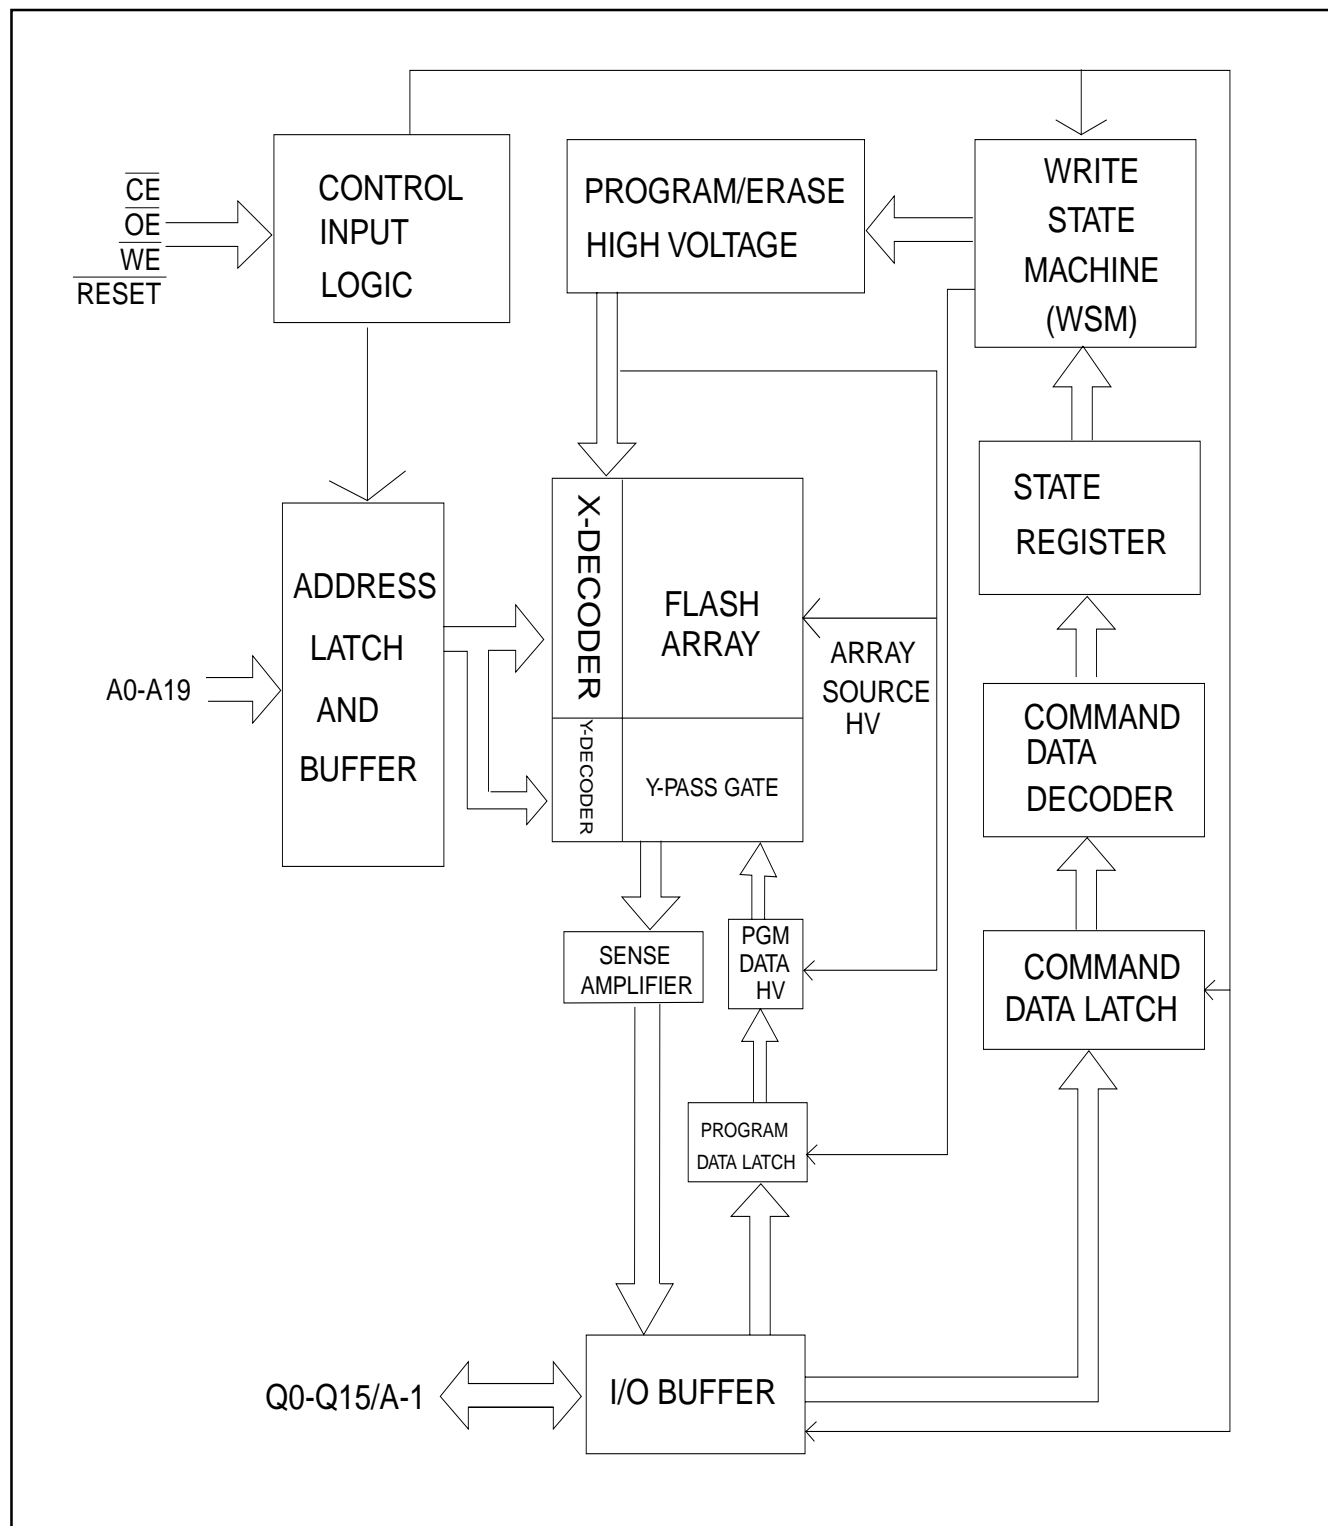 CE
OE
WE
RESET
CONTROL
INPUT
LOGIC
PROGRAM/ERASE
HIGH VOLTAGE
WRITE
STATE
MACHINE
(WSM)
STATE
REGISTER
ADDRESS
LATCH
AND
BUFFER
A0-A19
X-DECODER
FLASH
ARRAY
Y-DECODER
Y-PASS GATE
ARRAY
SOURCE
HV
COMMAND
DATA
DECODER
SENSE
AMPLIFIER
PGM
DATA
HV
COMMAND
DATA LATCH
PROGRAM
DATA LATCH
Q0-Q15/A-1
I/O BUFFER